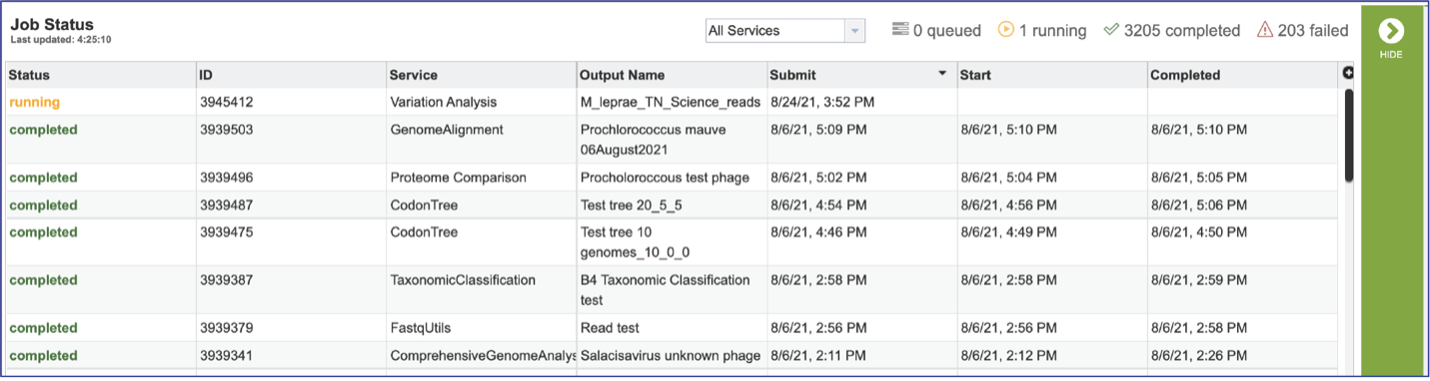 Job Status
Last updated: 4:25:10
All Services
0 queued
1 running
3205 completed
203 failed
HIDE
Status ID Service Output Name Submit Start Completed
running 3945412 Variation Analysis M_leprae_TN_Science_reads 8/24/21, 3:52 PM
completed 3939503 GenomeAlignment Prochlorococcus mauve 8/6/21, 5:09 PM 8/6/21, 5:10 PM 8/6/21, 5:10 PM
06August2021
completed 3939496 Proteome Comparison Procholoroccous test phage 8/6/21, 5:02 PM 8/6/21, 5:04 PM 8/6/21, 5:05 PM
completed 3939487 CodonTree Test tree 20_5_5 8/6/21, 4:54 PM 8/6/21, 4:56 PM 8/6/21, 5:06 PM
completed 3939475 CodonTree Test tree 10 8/6/21, 4:46 PM 8/6/21, 4:49 PM 8/6/21, 4:50 PM
genomes_10_0_0
completed 3939387 TaxonomicClassification B4 Taxonomic Classification 8/6/21, 2:58 PM 8/6/21, 2:58 PM 8/6/21, 2:59 PM
test
completed 3939379 FastqUtils Read test 8/6/21, 2:56 PM 8/6/21, 2:56 PM 8/6/21, 2:58 PM
completed 3939341 ComprehensiveGenomeAnalys Salacisavirus unknown phage 8/6/21, 2:11 PM 8/6/21, 2:12 PM 8/6/21, 2:26 PM